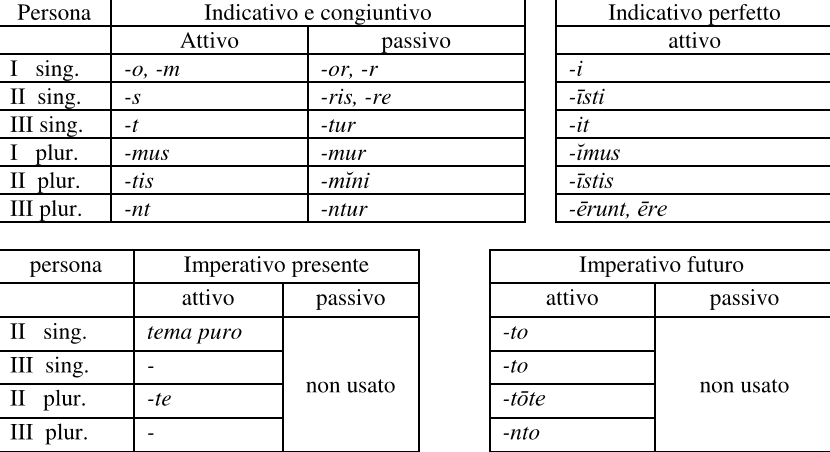 Persona Indicativo e congiuntivo Indicativo perfetto
Attivo passivo attivo
I sing. -o, -m -or, -r -i
II sing. -s -ris, -re -īsti
III sing. -t -tur -it
I plur. -mus -mur -ĭmus
II plur. -tis -mĭni -īstis
III plur. -nt -ntur -ērunt, ēre
persona Imperativo presente Imperativo futuro
attivo passivo attivo passivo
II sing. tema puro -to
III sing. - -to
non usato non usato
II plur. -te -tōte
III plur. - -nto